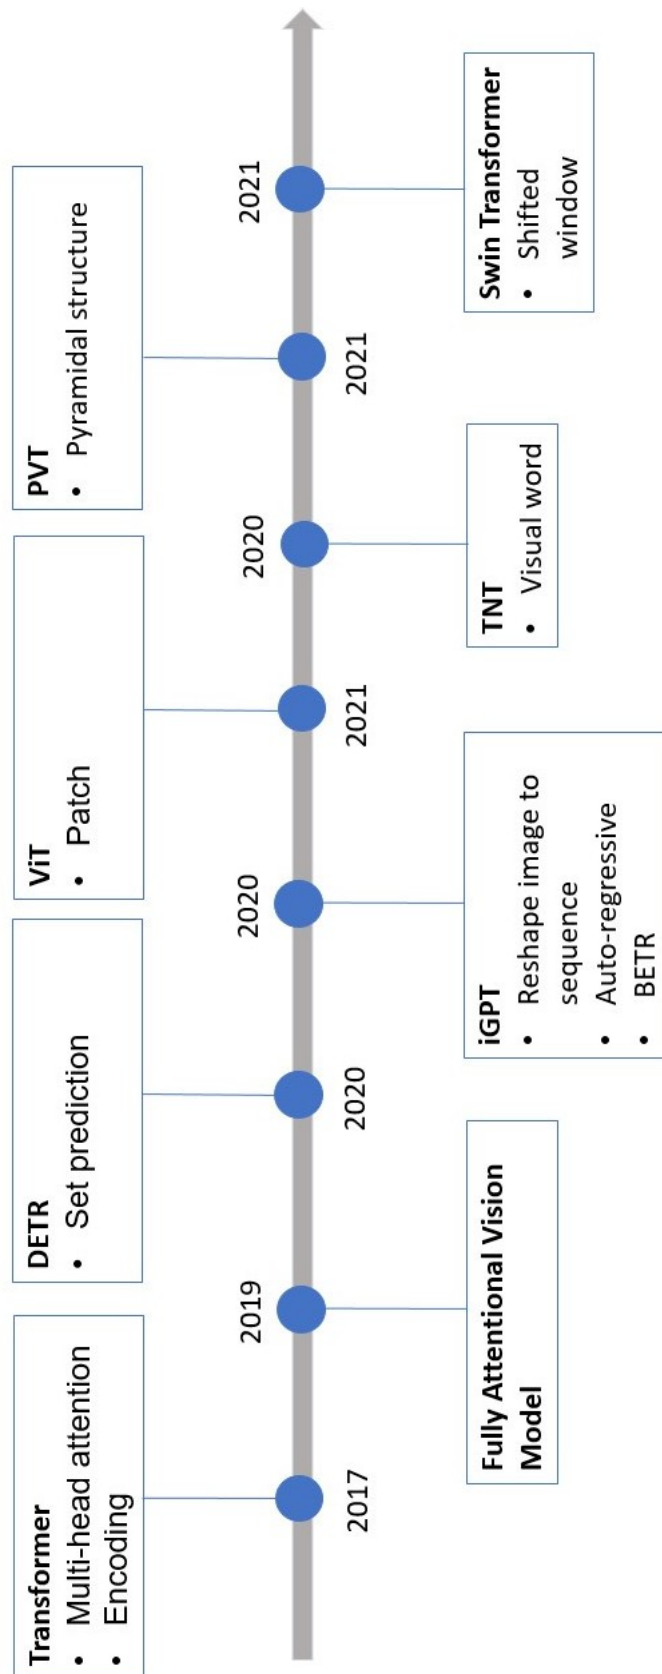 Transformer
• Multi-head attention
• Encoding
2017
2019
Fully Attentional Vision
Model
DETR
• Set prediction
2020
2020
iGPT
• Reshape image to
sequence
• Auto-regressive
• BETR
ViT
• Patch
2021
2020
TNT
• Visual word
PVT
• Pyramidal structure
2021
2021
Swin Transformer
• Shifted
window